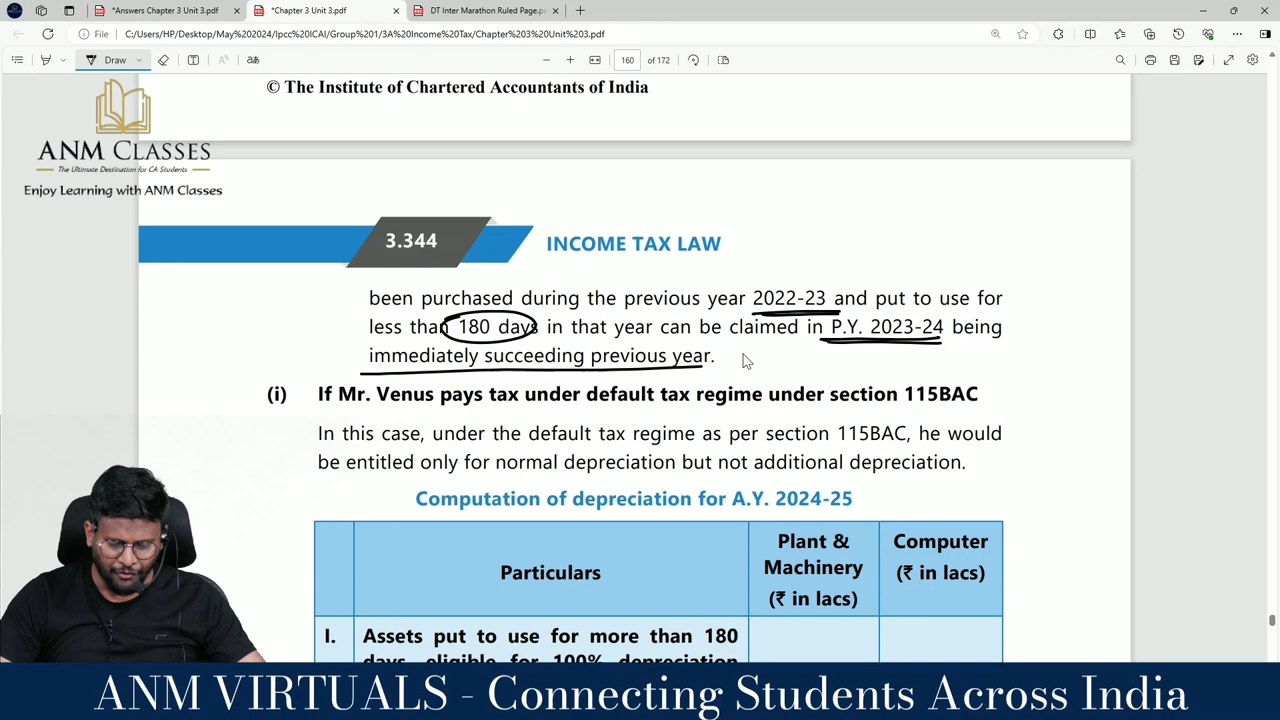 *Answers Chapter 3 Unit 3.pdf
*Chapter 3 Unit 3.pdf
DT Inter Marathon Ruled Page.p
File
C:/Users/HP/Desktop/May%202024/Ipcc%20ICAI/Group%201/3A%20Income%20Tax/Chapter%203%20Unit%203.pdf
Draw
160
of 172
© The Institute of Chartered Accountants of India
ANM CLASSES
The Ultimate Destination for CA Students
Enjoy Learning with ANM Classes
3.344
INCOME TAX LAW
been purchased during the previous year 2022-23 and put to use for
less than 180 days in that year can be claimed in P.Y. 2023-24 being
immediately succeeding previous year.
(i) If Mr. Venus pays tax under default tax regime under section 115BAC
In this case, under the default tax regime as per section 115BAC, he would
be entitled only for normal depreciation but not additional depreciation.
Computation of depreciation for A.Y. 2024-25
Particulars
Plant &
Machinery
(₹ in lacs)
Computer
(₹ in lacs)
I. Assets put to use for more than 180
days, eligible for 100% depreciation
ANM VIRTUALS - Connecting Students Across India